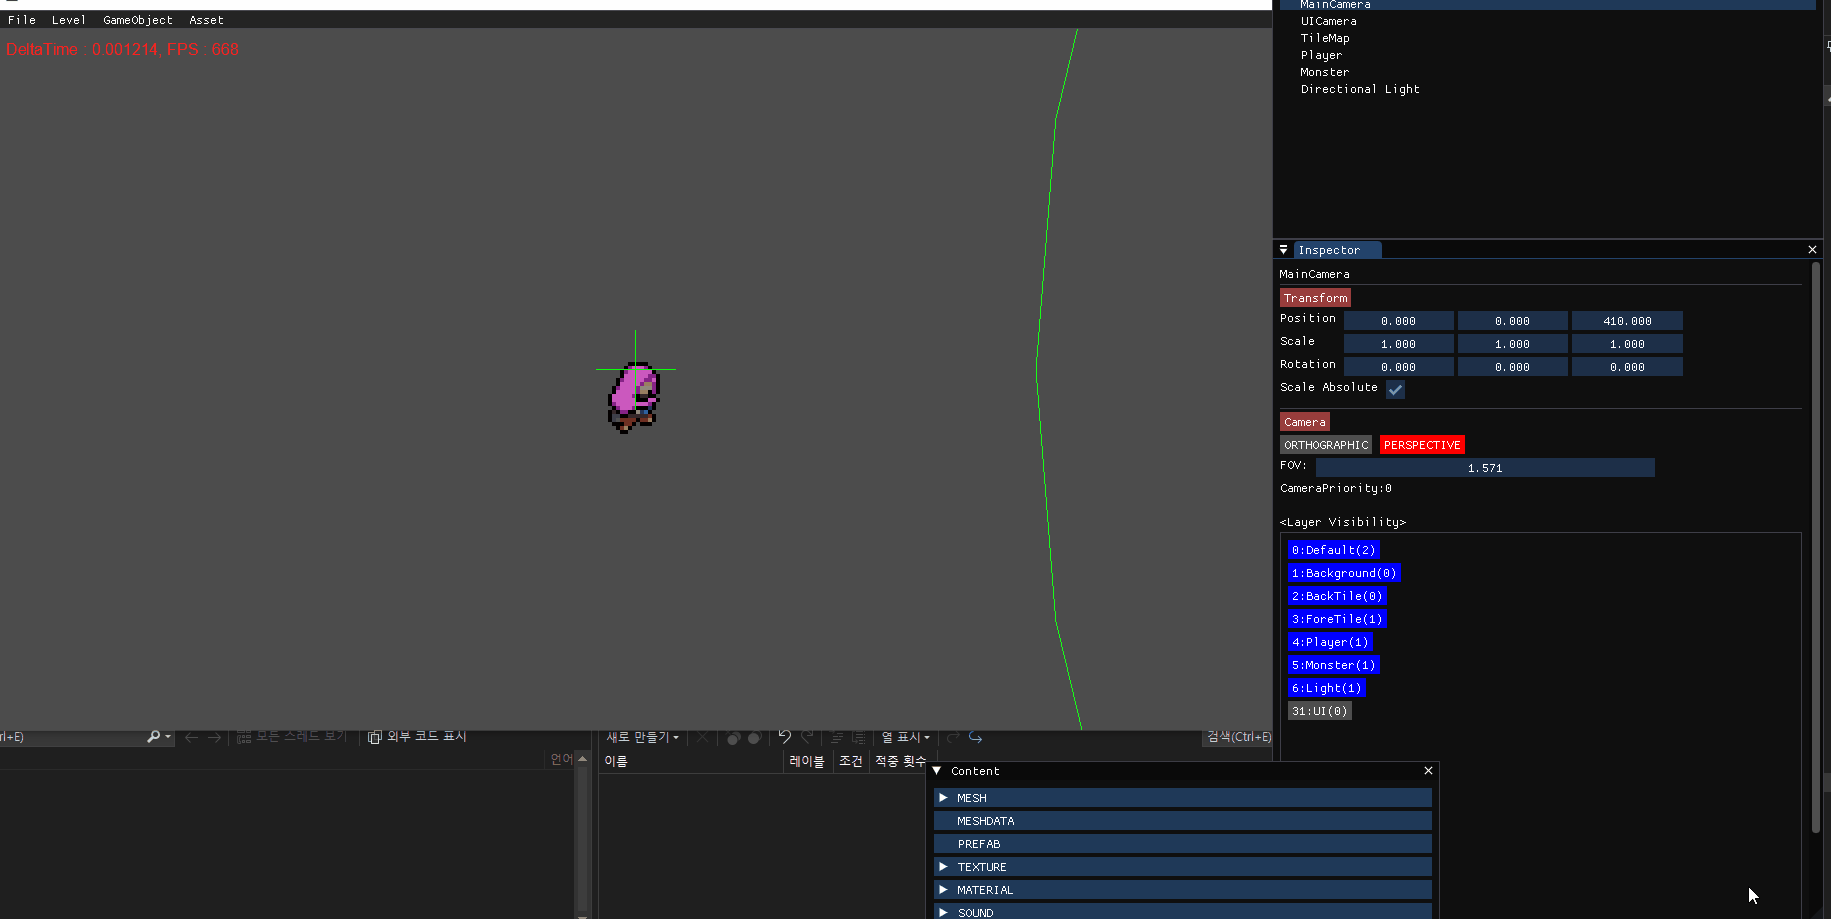 File Level GameObject Asset
DeltaTime : 0.001214, FPS : 668
MainCamera
UICamera
TileMap
Player
Monster
Directional Light
Inspector
MainCamera
Transform
Position 0.000 0.000 410.000
Scale 1.000 1.000 1.000
Rotation 0.000 0.000 0.000
Scale Absolute
Camera
ORTHOGRAPHIC PERSPECTIVE
FOV: 1.571
CameraPriority:0
<Layer Visibility>
0:Default(2)
1:Background(0)
2:BackTile(0)
3:ForeTile(1)
4:Player(1)
5:Monster(1)
6:Light(1)
31:UI(0)
rl+E) 모든 스레드 보기 외부 코드 표시
언어
새로 만들기 열 표시 검색(Ctrl+E)
이름 레이블 조건 적중 횟수
Content
MESH
MESHDATA
PREFAB
TEXTURE
MATERIAL
SOUND